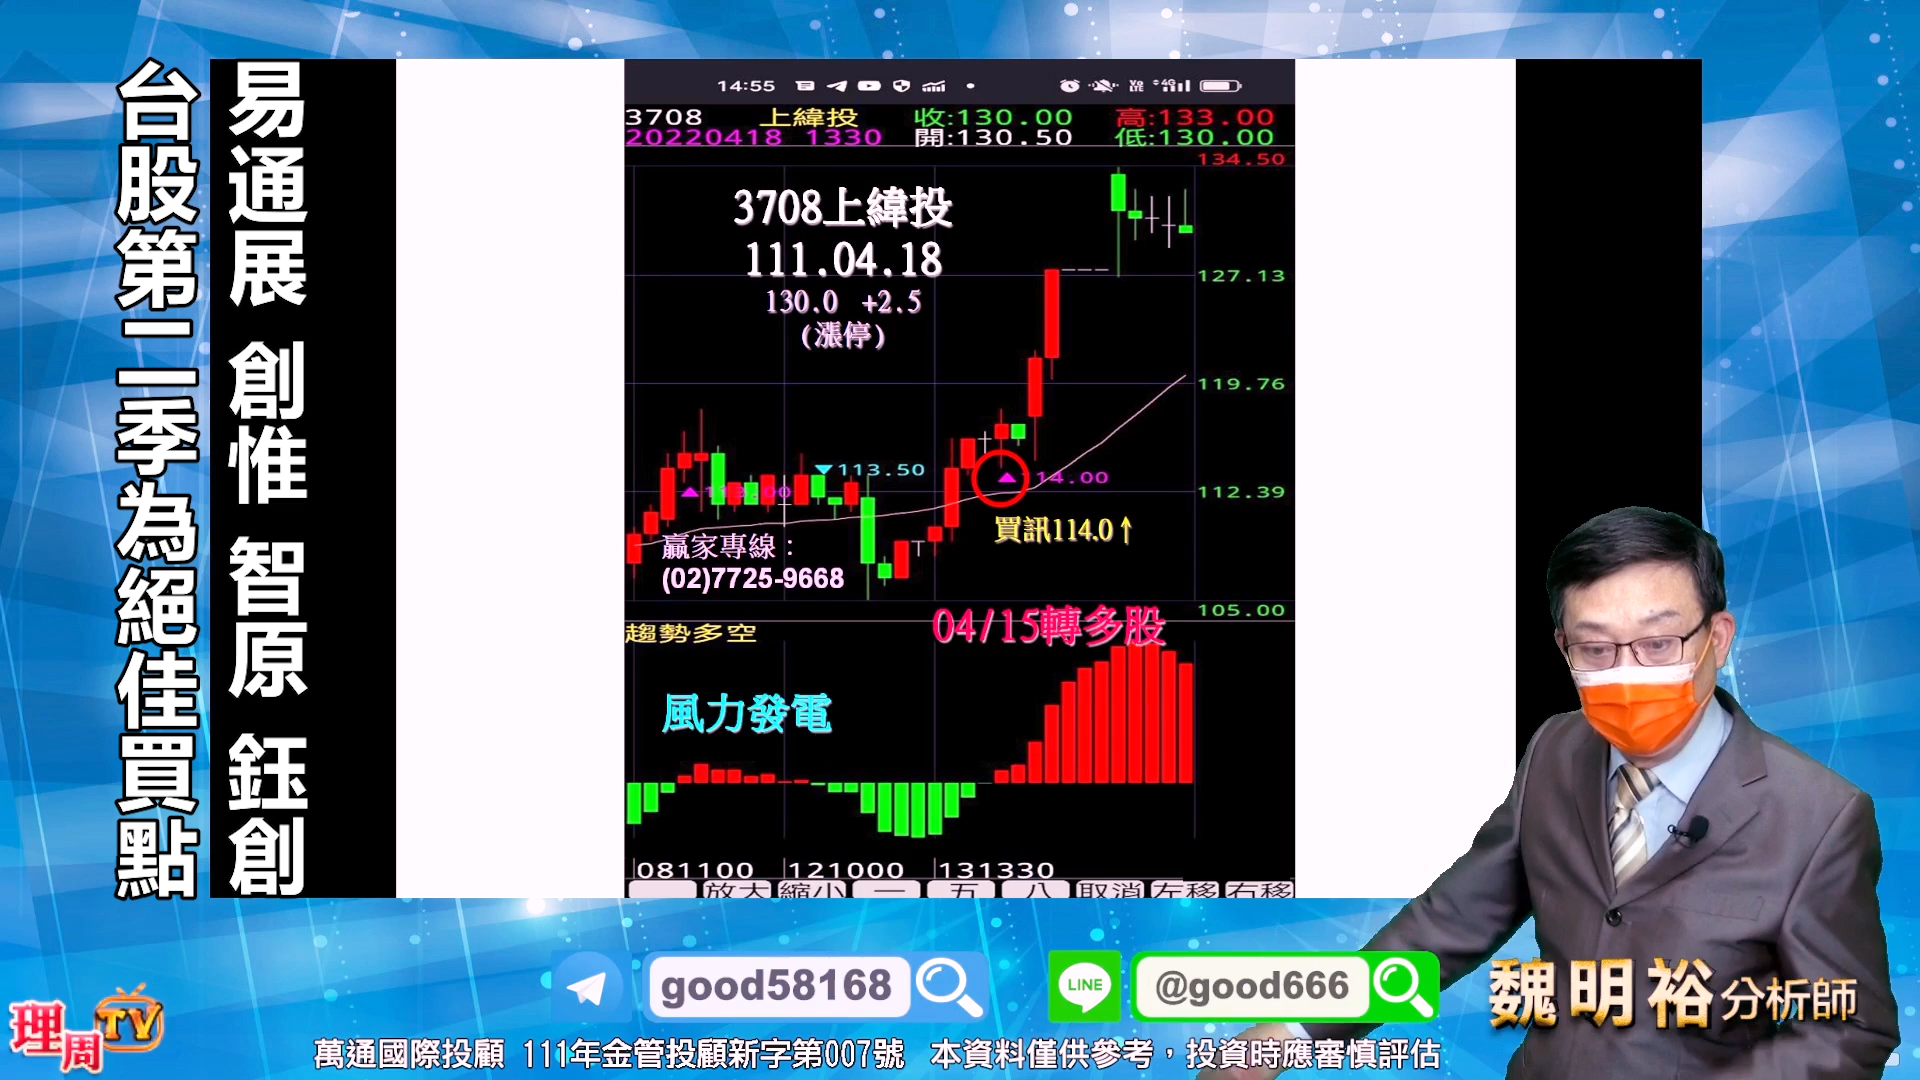 台股第二季為絕佳買點
易通展 創惟 智原 鈺創
14:55
3708 上緯投 收:130.00 高:133.00
20220418 1330 開:130.50 低:130.00
134.50
3708上緯投
111.04.18
130.0 +2.5
(漲停)
127.13
119.76
113.50
14.00
112.39
買訊114.0↑
贏家專線：
(02)7725-9668
105.00
04/15轉多股
趨勢多空
風力發電
081100 121000 131330
放大 縮小 一 五 八 取消 左移 右移
good58168
LINE @good666
魏明裕分析師
理周TV
萬通國際投顧 111年金管投顧新字第007號 本資料僅供參考，投資時應審慎評估